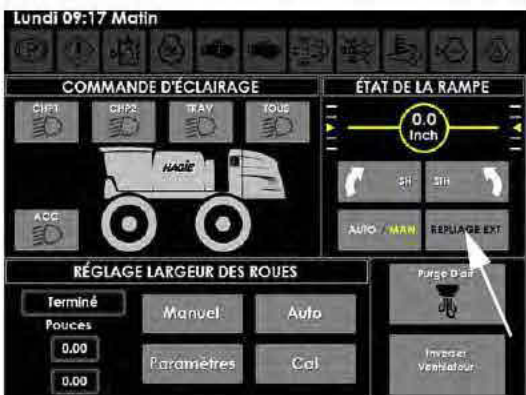 Lundi 09:17 Matin
COMMANDE D'ÉCLAIRAGE
ÉTAT DE LA RAMPE
CHP1
CHP2
TRAV
TOUS
0.0
Inch
HAGIE
SH
SIH
ACC
AUTO / MAN
REPLIAGE EXT
RÉGLAGE LARGEUR DES ROUES
Terminé
Pouces
0.00
0.00
Manuel
Auto
Paramètres
Cal
Purge D'air
Inverser
Ventilateur